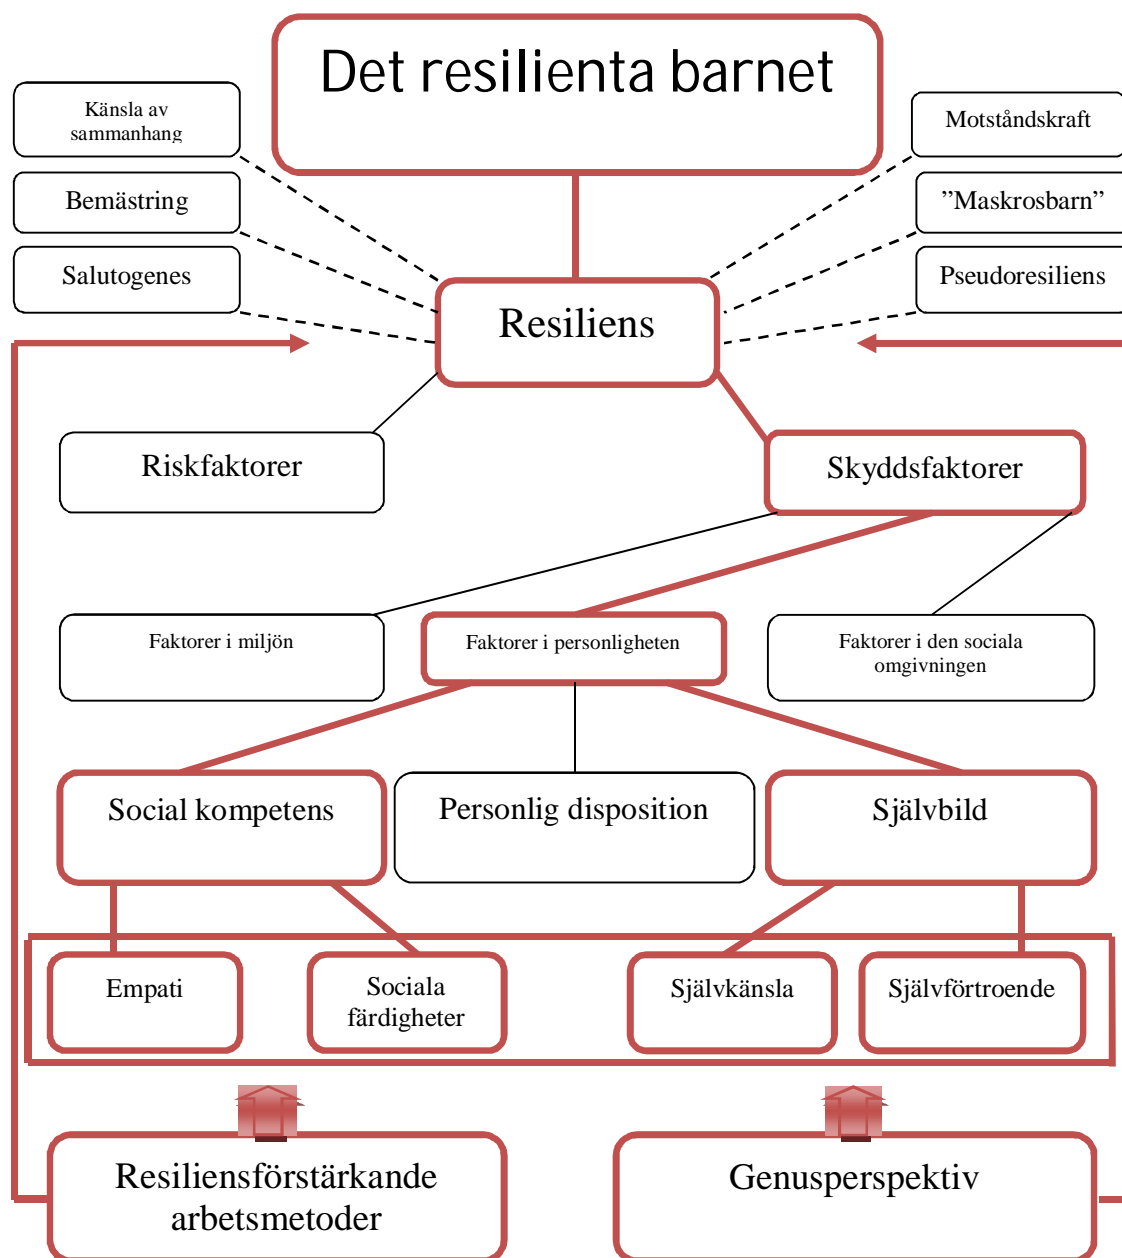 Det resilienta barnet
Känsla av
sammanhang
Motståndskraft
Bemästring
”Maskrosbarn”
Salutogenes
Pseudoresiliens
Resiliens
Riskfaktorer
Skyddsfaktorer
Faktorer i miljön
Faktorer i personligheten
Faktorer i den sociala
omgivningen
Social kompetens
Personlig disposition
Självbild
Empati
Sociala
färdigheter
Självkänsla
Självförtroende
Resiliensförstärkande
arbetsmetoder
Genusperspektiv